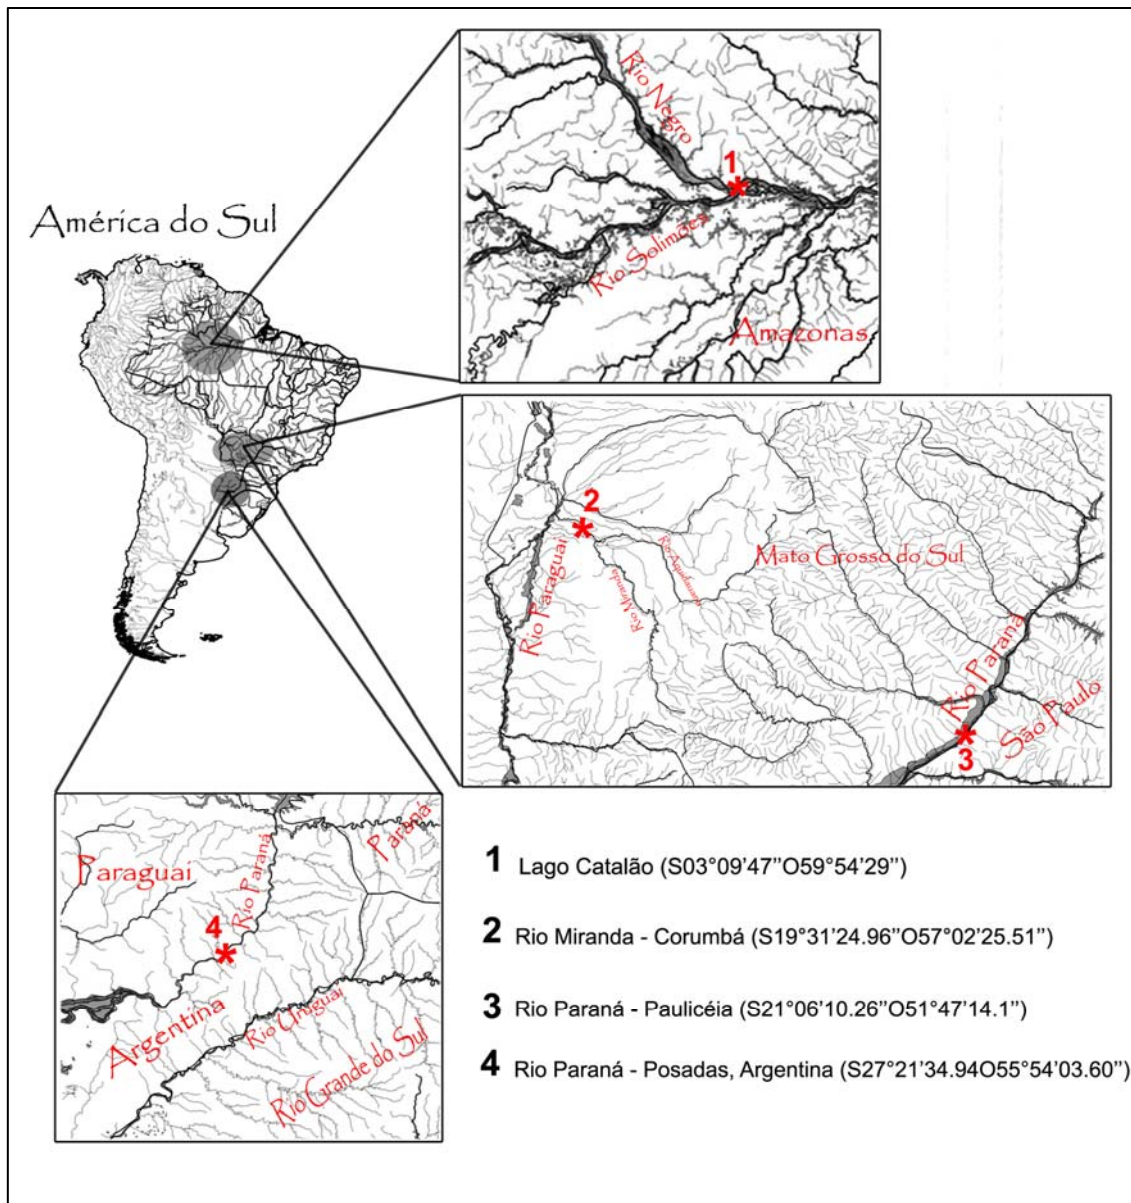 América do Sul
Rio Negro
1
Rio Solimões
Amazonas
2
Rio Paraguai
Rio Miranda
Rio Aquidauana
Mato Grosso do Sul
Rio Paraná
São Paulo
3
Paraguai
Rio Paraná
Paraná
4
Argentina
Rio Uruguai
Rio Grande do Sul
1 Lago Catalão (S03°09'47’’O59°54'29’’)
2 Rio Miranda - Corumbá (S19°31’24.96’’O57°02’25.51’’)
3 Rio Paraná - Paulicéia (S21°06’10.26’’O51°47’14.1’’)
4 Rio Paraná - Posadas, Argentina (S27°21’34.94O55°54’03.60’’)